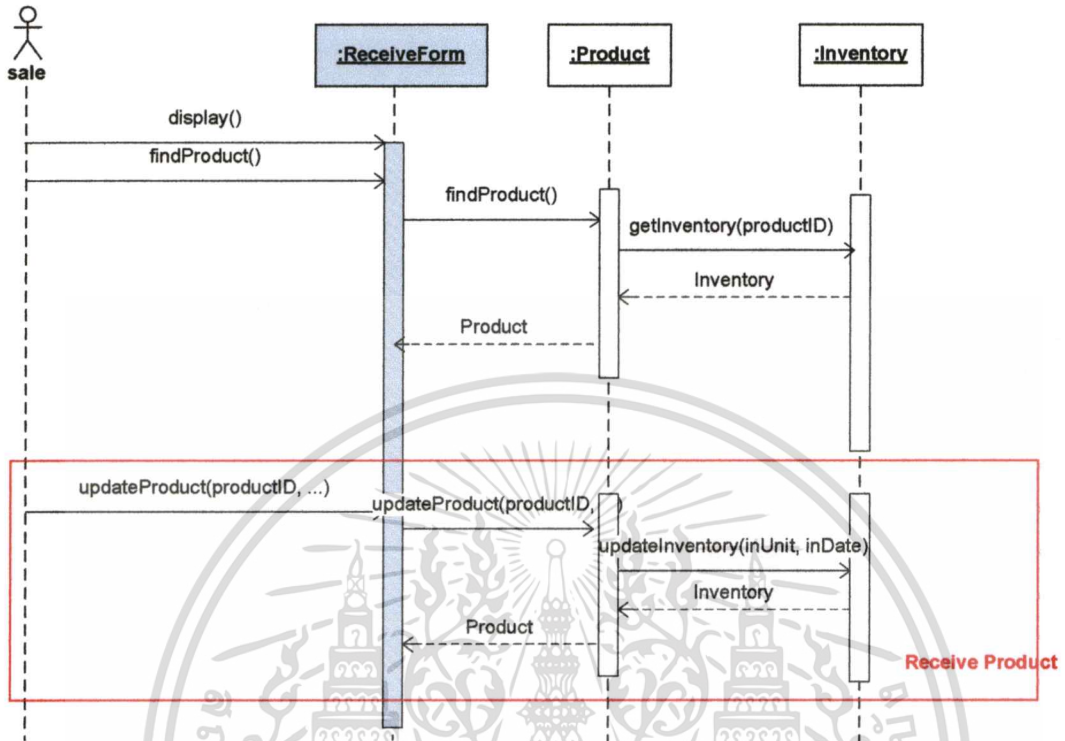 sale
:ReceiveForm
:Product
:Inventory
display()
findProduct()
findProduct()
getInventory(productID)
Inventory
Product
updateProduct(productID, ...)
updateProduct(productID, )
updateInventory(inUnit, inDate)
Inventory
Product
Receive Product